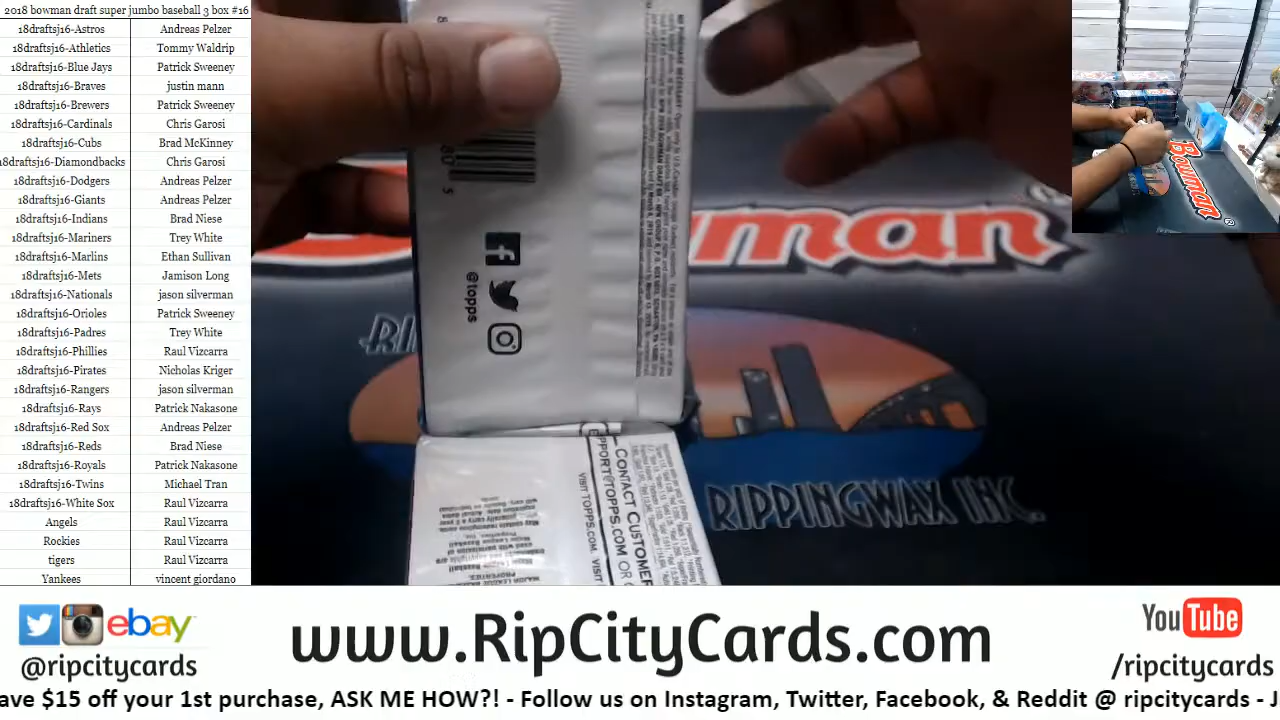 2018 bowman draft super jumbo baseball 3 box #16
18draftsj16-Astros Andreas Pelzer
18draftsj16-Athletics Tommy Waldrip
18draftsj16-Blue Jays Patrick Sweeney
18draftsj16-Braves justin mann
18draftsj16-Brewers Patrick Sweeney
18draftsj16-Cardinals Chris Garosi
18draftsj16-Cubs Brad McKinney
18draftsj16-Diamondbacks Chris Garosi
18draftsj16-Dodgers Andreas Pelzer
18draftsj16-Giants Andreas Pelzer
18draftsj16-Indians Brad Niese
18draftsj16-Mariners Trey White
18draftsj16-Marlins Ethan Sullivan
18draftsj16-Mets Jamison Long
18draftsj16-Nationals jason silverman
18draftsj16-Orioles Patrick Sweeney
18draftsj16-Padres Trey White
18draftsj16-Phillies Raul Vizcarra
18draftsj16-Pirates Nicholas Kriger
18draftsj16-Rangers jason silverman
18draftsj16-Rays Patrick Nakasone
18draftsj16-Red Sox Andreas Pelzer
18draftsj16-Reds Brad Niese
18draftsj16-Royals Patrick Nakasone
18draftsj16-Twins Michael Tran
18draftsj16-White Sox Raul Vizcarra
Angels Raul Vizcarra
Rockies Raul Vizcarra
tigers Raul Vizcarra
Yankees vincent giordano
@topps
NO PURCHASE NECESSARY.
CONTACT CUSTOMER
VISIT TOPPS.COM.
man
RIPPINGWAX INC.
Bowman
ebay
@ripcitycards
www.RipCityCards.com
YouTube
/ripcitycards
ave $15 off your 1st purchase, ASK ME HOW?! - Follow us on Instagram, Twitter, Facebook, & Reddit @ ripcitycards - J